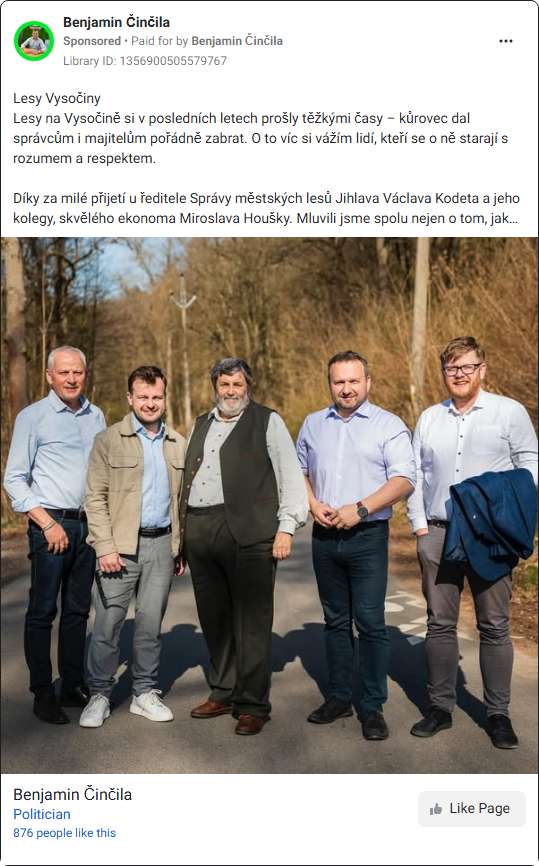 Benjamin Činčila
Sponsored • Paid for by Benjamin Činčila
Library ID: 1356900505579767
Lesy Vysočiny
Lesy na Vysočině si v posledních letech prošly těžkými časy – kůrovec dal
správcům i majitelům pořádně zabrat. O to víc si vážím lidí, kteří se o ně starají s
rozumem a respektem.
Díky za milé přijetí u ředitele Správy městských lesů Jihlava Václava Kodeta a jeho
kolegy, skvělého ekonoma Miroslava Houšky. Mluvili jsme spolu nejen o tom, jak...
Benjamin Činčila
Politician
876 people like this
Like Page